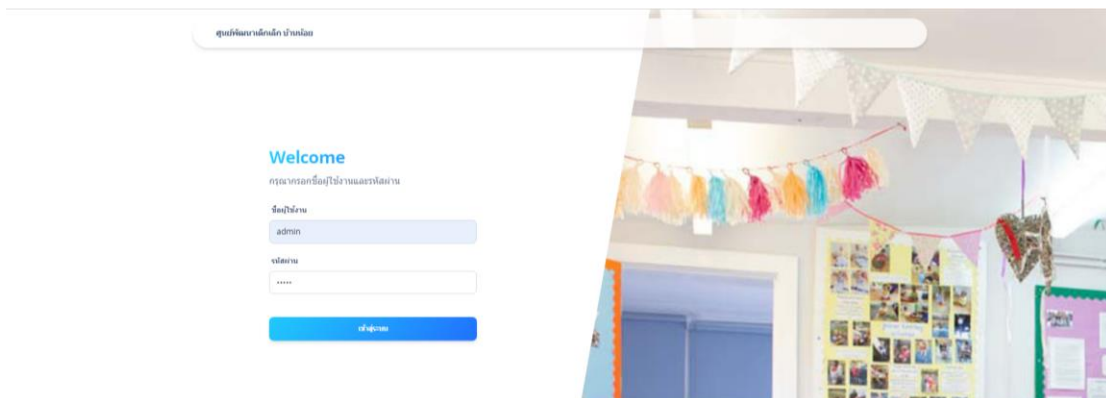 ศูนย์พัฒนาเด็กเล็ก บ้านน้อย
Welcome
กรุณากรอกชื่อผู้ใช้งานและรหัสผ่าน
ชื่อผู้ใช้งาน
admin
รหัสผ่าน
•••••
เข้าสู่ระบบ